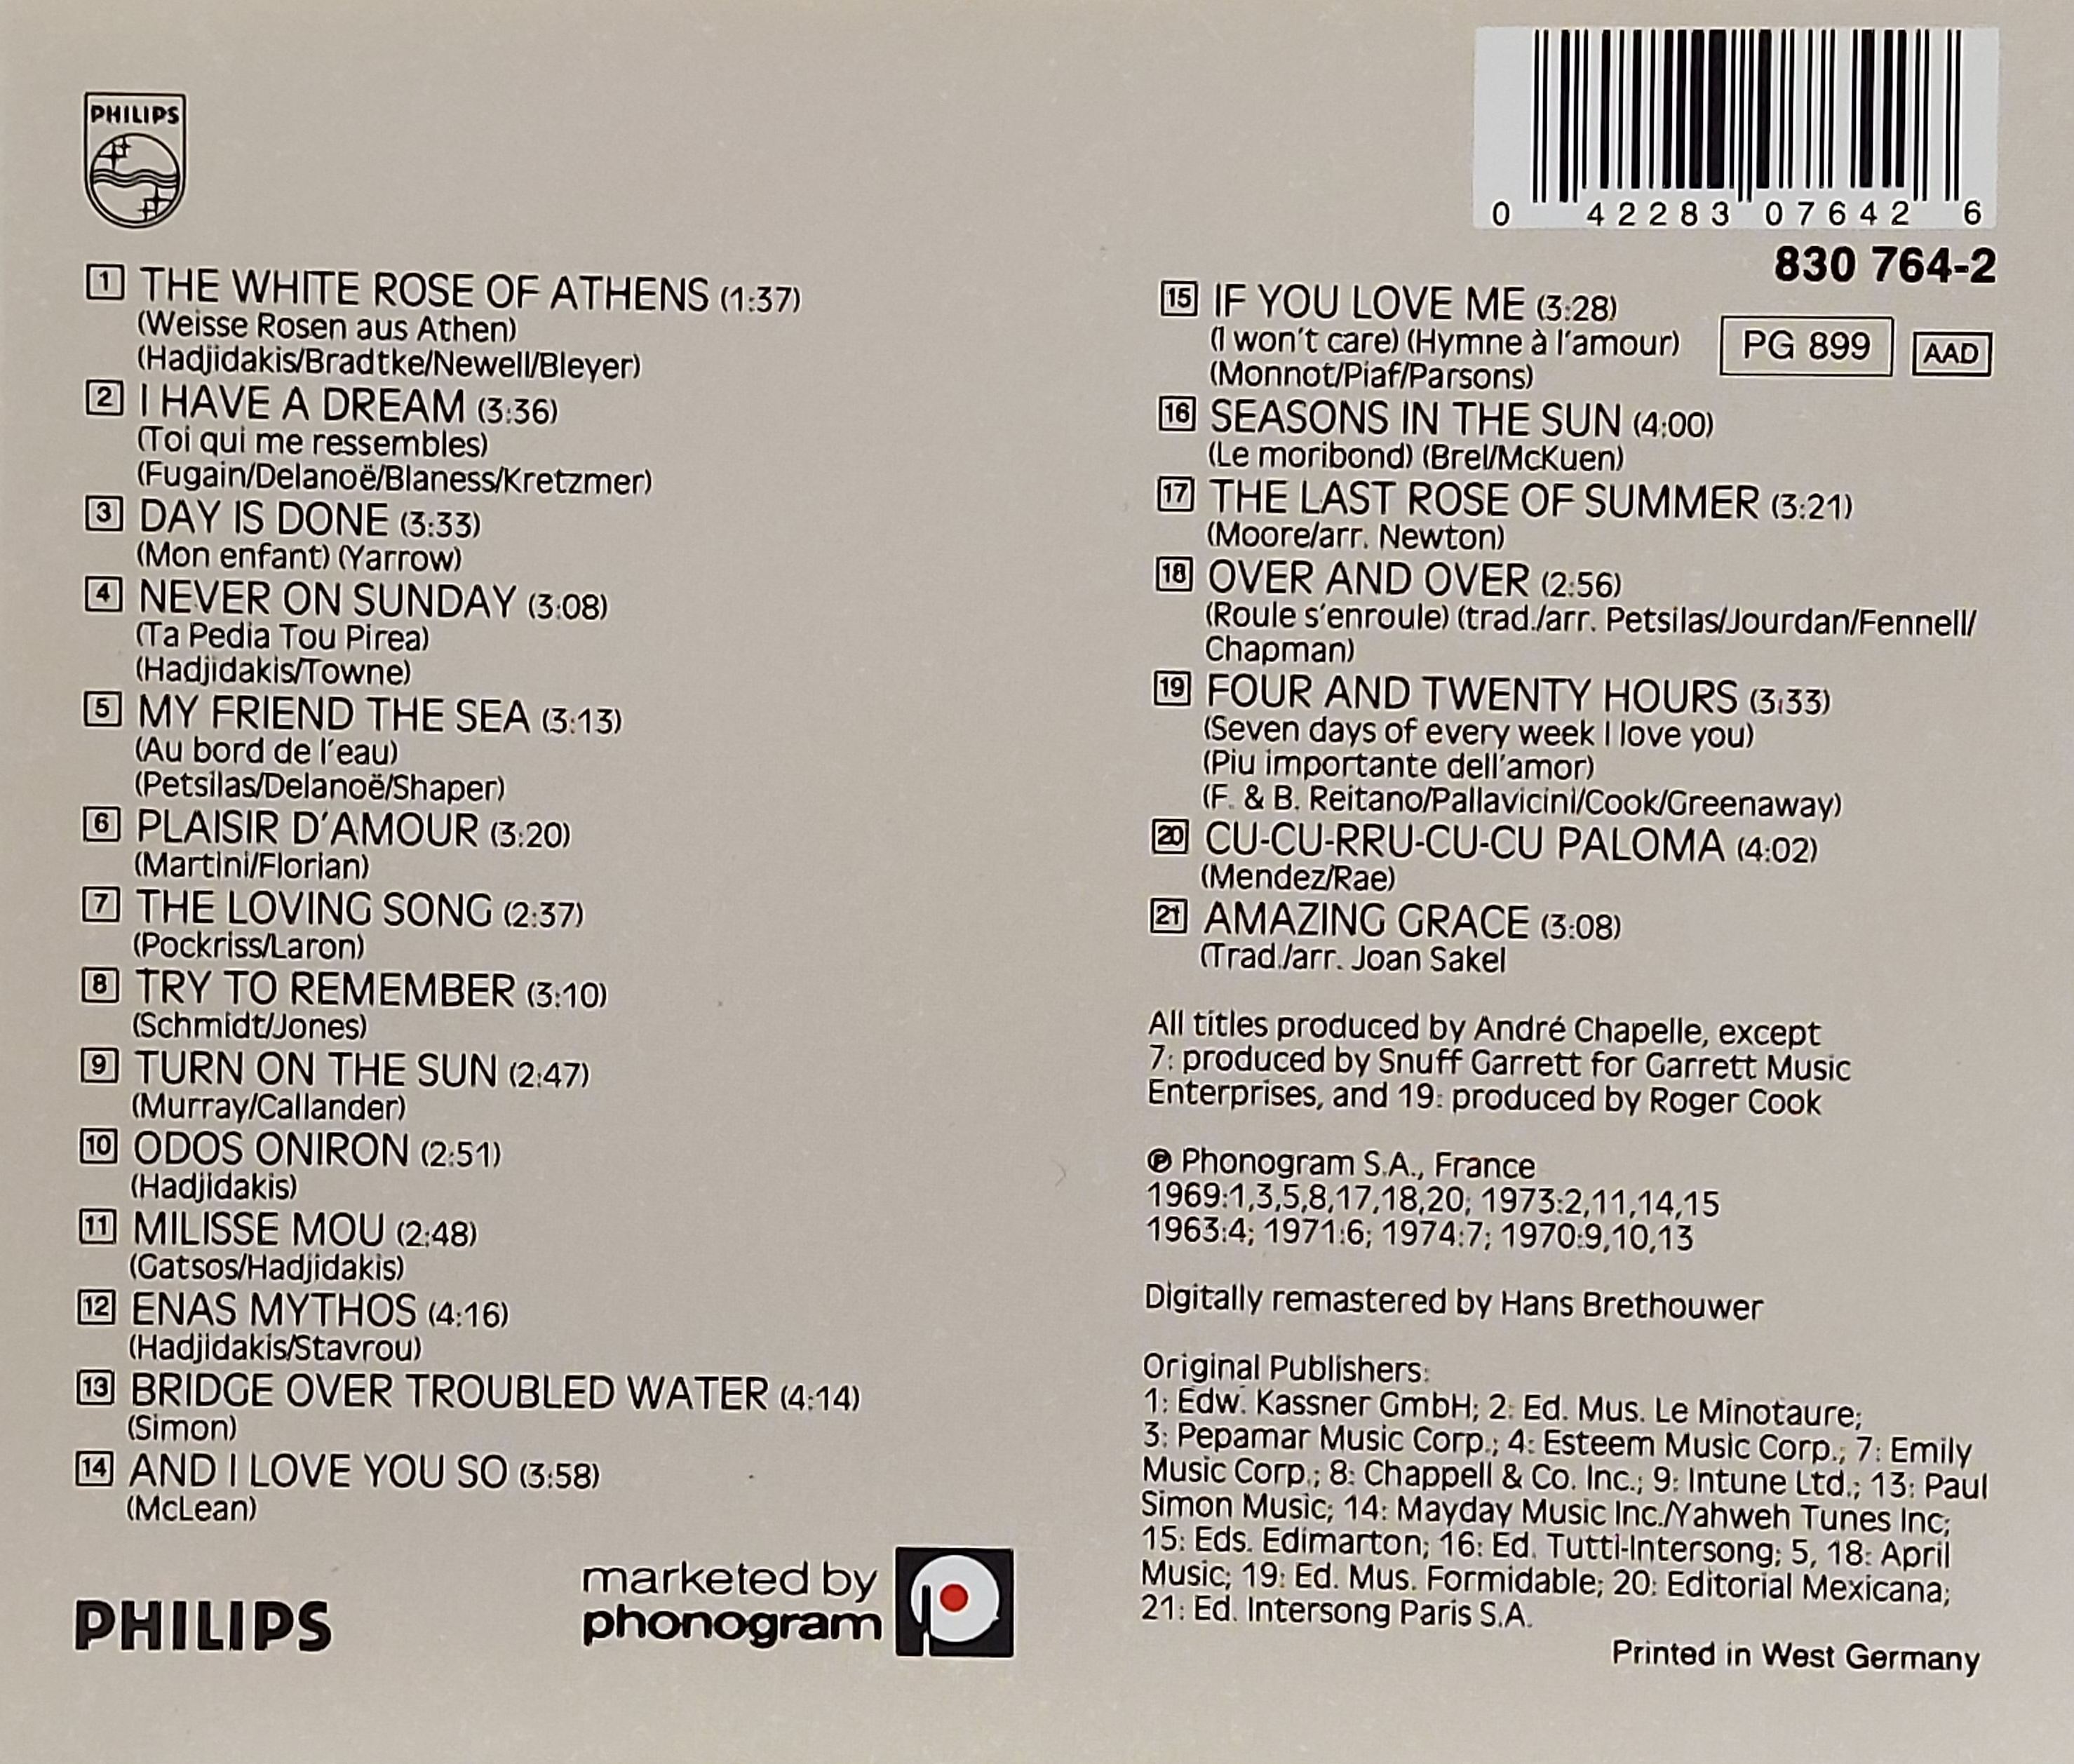 PHILIPS
1 THE WHITE ROSE OF ATHENS (1:37)
(Weisse Rosen aus Athen)
(Hadjidakis/Bradtke/Newell/Bleyer)
2 I HAVE A DREAM (3:36)
(Toi qui me ressembles)
(Fugain/Delanoë/Blaness/Kretzmer)
3 DAY IS DONE (3:33)
(Mon enfant) (Yarrow)
4 NEVER ON SUNDAY (3:08)
(Ta Pedia Tou Pirea)
(Hadjidakis/Towne)
5 MY FRIEND THE SEA (3:13)
(Au bord de l'eau)
(Petsilas/Delanoë/Shaper)
6 PLAISIR D'AMOUR (3:20)
(Martini/Florian)
7 THE LOVING SONG (2:37)
(Pockriss/Laron)
8 TRY TO REMEMBER (3:10)
(Schmidt/Jones)
9 TURN ON THE SUN (2:47)
(Murray/Callander)
10 ODOS ONIRON (2:51)
(Hadjidakis)
11 MILISSE MOU (2:48)
(Gatsos/Hadjidakis)
12 ENAS MYTHOS (4:16)
(Hadjidakis/Stavrou)
13 BRIDGE OVER TROUBLED WATER (4:14)
(Simon)
14 AND I LOVE YOU SO (3:58)
(McLean)
PHILIPS
marketed by
phonogram
0 42283 07642 6
830 764-2
PG 899
AAD
15 IF YOU LOVE ME (3:28)
(I won't care) (Hymne à l'amour)
(Monnot/Piaf/Parsons)
16 SEASONS IN THE SUN (4:00)
(Le moribond) (Brel/McKuen)
17 THE LAST ROSE OF SUMMER (3:21)
(Moore/arr. Newton)
18 OVER AND OVER (2:56)
(Roule s'enroule) (trad./arr. Petsilas/Jourdan/Fennell/
Chapman)
19 FOUR AND TWENTY HOURS (3:33)
(Seven days of every week I love you)
(Piu importante dell'amor)
(F. & B. Reitano/Pallavicini/Cook/Greenaway)
20 CU-CU-RRU-CU-CU PALOMA (4:02)
(Mendez/Rae)
21 AMAZING GRACE (3:08)
(Trad./arr. Joan Sakel
All titles produced by André Chapelle, except
7: produced by Snuff Garrett for Garrett Music
Enterprises, and 19: produced by Roger Cook
℗ Phonogram S.A., France
1969:1,3,5,8,17,18,20; 1973:2,11,14,15
1963:4; 1971:6; 1974:7; 1970:9,10,13
Digitally remastered by Hans Brethouwer
Original Publishers:
1: Edw. Kassner GmbH; 2: Ed. Mus. Le Minotaure;
3: Pepamar Music Corp.; 4: Esteem Music Corp.; 7: Emily
Music Corp.; 8: Chappell & Co. Inc.; 9: Intune Ltd.; 13: Paul
Simon Music; 14: Mayday Music Inc./Yahweh Tunes Inc;
15: Eds. Edimarton; 16: Ed. Tutti-Intersong; 5, 18: April
Music; 19: Ed. Mus. Formidable; 20: Editorial Mexicana;
21: Ed. Intersong Paris S.A.
Printed in West Germany